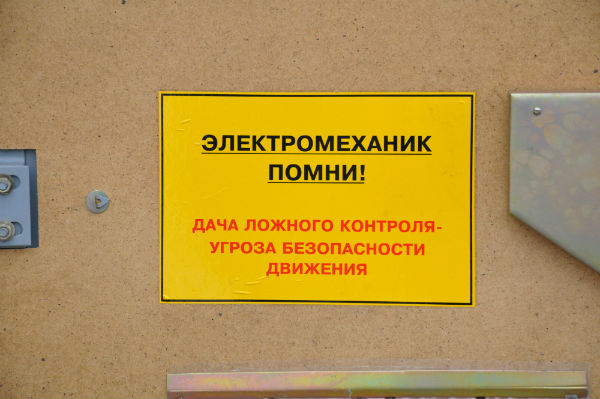 ЭЛЕКТРОМЕХАНИК
ПОМНИ!
ДАЧА ЛОЖНОГО КОНТРОЛЯ-
УГРОЗА БЕЗОПАСНОСТИ
ДВИЖЕНИЯ